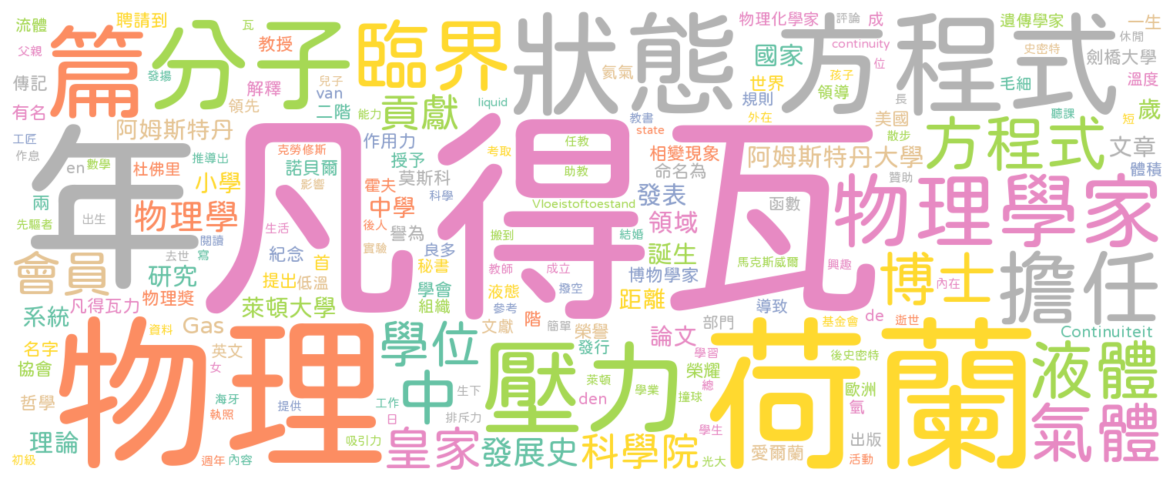 流體 聘請到 篇 分子 臨界 狀態 方程式 物理化學家 評論 成 遺傳學家 一生
父親 發揚 瓦 教授 國家 continuity 位 史密特 休閒 劍橋大學
傳記 解釋 兒子 van 氦氣 世界 孩子 毛細 溫度
有名 領先 能力 二階 貢獻 liquid 規則 領導 聽課 短 歲
工匠 阿姆斯特丹 作用力 教書 外在 美國 長 方程式 文章
作息 en 數學 杜佛里 推導出 克勞修斯 諾貝爾 授予 考取 state 任教 相變現象 阿姆斯特丹大學 散步 體積
年 凡得瓦 兩 小學 影響 霍夫 莫斯科 科學 助教 命名為 贊助 物理學家
先驅者 出生 物理學 後人 中學 Vloeistoftoestand 發表 函數
會員 去世 閱讀 寫 生活 紀念 實驗 首 譽為 良多 搬到 結婚 領域 誕生 馬克斯威爾 博士 擔任
研究 提出 低溫 秘書 教師 成立 撥空 博物學家 興趣 內在
系統 凡得瓦力 物理獎 萊頓大學 學會 組織 液態 參考 距離 導致 de 逝世
資料 Gas 階 文獻 簡單 榮譽 論文 部門 基金會 Continuiteit
名字 英文 學位 發行 學習 榮耀 後史密特 液體
協會 女 物理 中 壓力 萊頓 學業 總 荷蘭 歐洲
哲學 海牙 執照 提供 工作 生下 den 撞球 氫 氣體
理論 日 排斥力 皇家 發展史 科學院 學生 出版
初級 週年 內容 吸引力 光大 愛爾蘭 活動